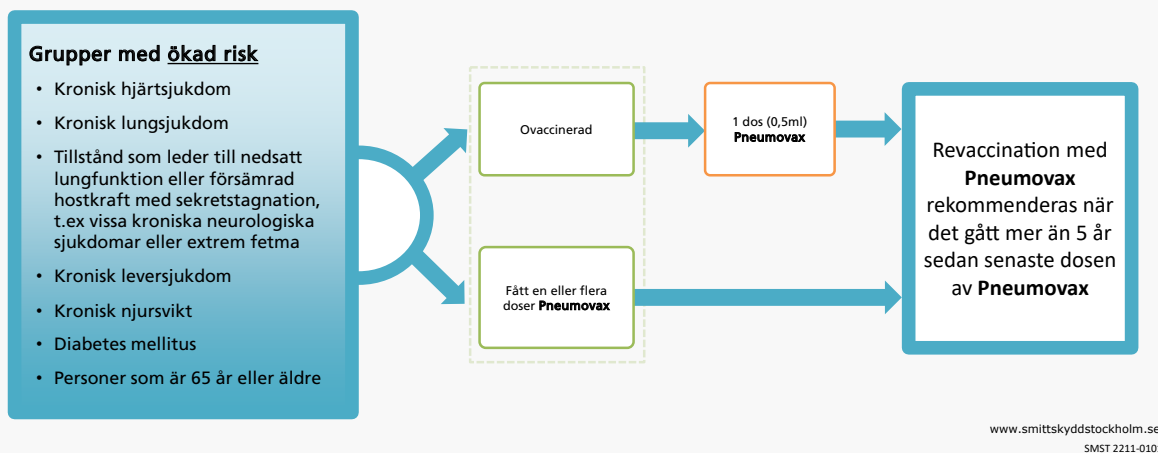 Grupper med ökad risk
• Kronisk hjärtsjukdom
• Kronisk lungsjukdom
• Tillstånd som leder till nedsatt
lungfunktion eller försämrad
hostkraft med sekretstagnation,
t.ex vissa kroniska neurologiska
sjukdomar eller extrem fetma
• Kronisk leversjukdom
• Kronisk njursvikt
• Diabetes mellitus
• Personer som är 65 år eller äldre
Ovaccinerad
1 dos (0,5ml)
Pneumovax
Fått en eller flera
doser Pneumovax
Revaccination med
Pneumovax
rekommenderas när
det gått mer än 5 år
sedan senaste dosen
av Pneumovax
www.smittskyddstockholm.se
SMST 2211-0101